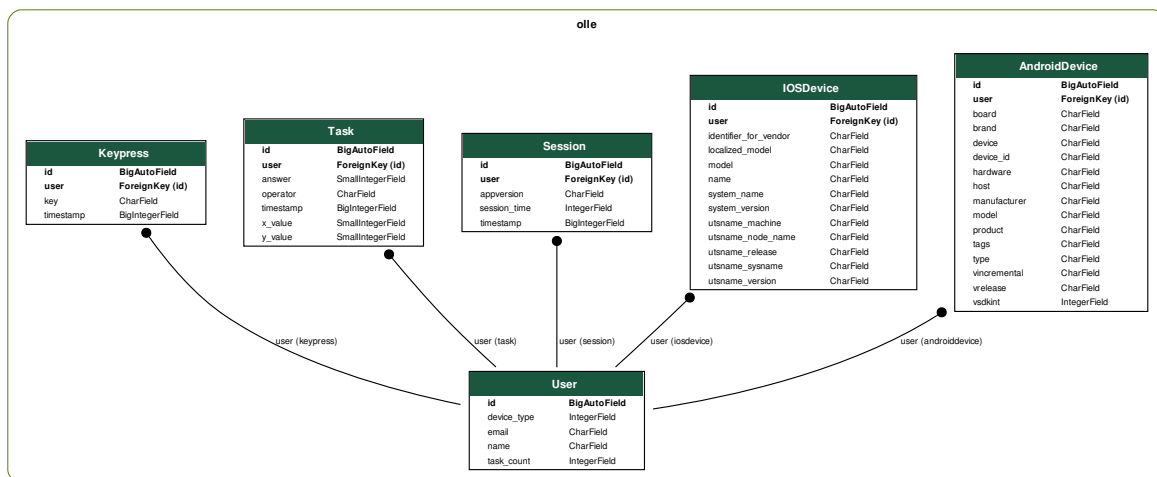 olle
Keypress
id BigAutoField
user ForeignKey (id)
key CharField
timestamp BigIntegerField
Task
id BigAutoField
user ForeignKey (id)
answer SmallIntegerField
operator CharField
timestamp BigIntegerField
x_value SmallIntegerField
y_value SmallIntegerField
Session
id BigAutoField
user ForeignKey (id)
appversion CharField
session_time IntegerField
timestamp BigIntegerField
IOSDevice
id BigAutoField
user ForeignKey (id)
identifier_for_vendor CharField
localized_model CharField
model CharField
name CharField
system_name CharField
system_version CharField
utsname_machine CharField
utsname_node_name CharField
utsname_release CharField
utsname_sysname CharField
utsname_version CharField
AndroidDevice
id BigAutoField
user ForeignKey (id)
board CharField
brand CharField
device CharField
device_id CharField
hardware CharField
host CharField
manufacturer CharField
model CharField
product CharField
tags CharField
type CharField
vincremental CharField
vrelease CharField
vsdkint IntegerField
user (keypress)
user (task)
user (session)
user (iosdevice)
user (androiddevice)
User
id BigAutoField
device_type IntegerField
email CharField
name CharField
task_count IntegerField